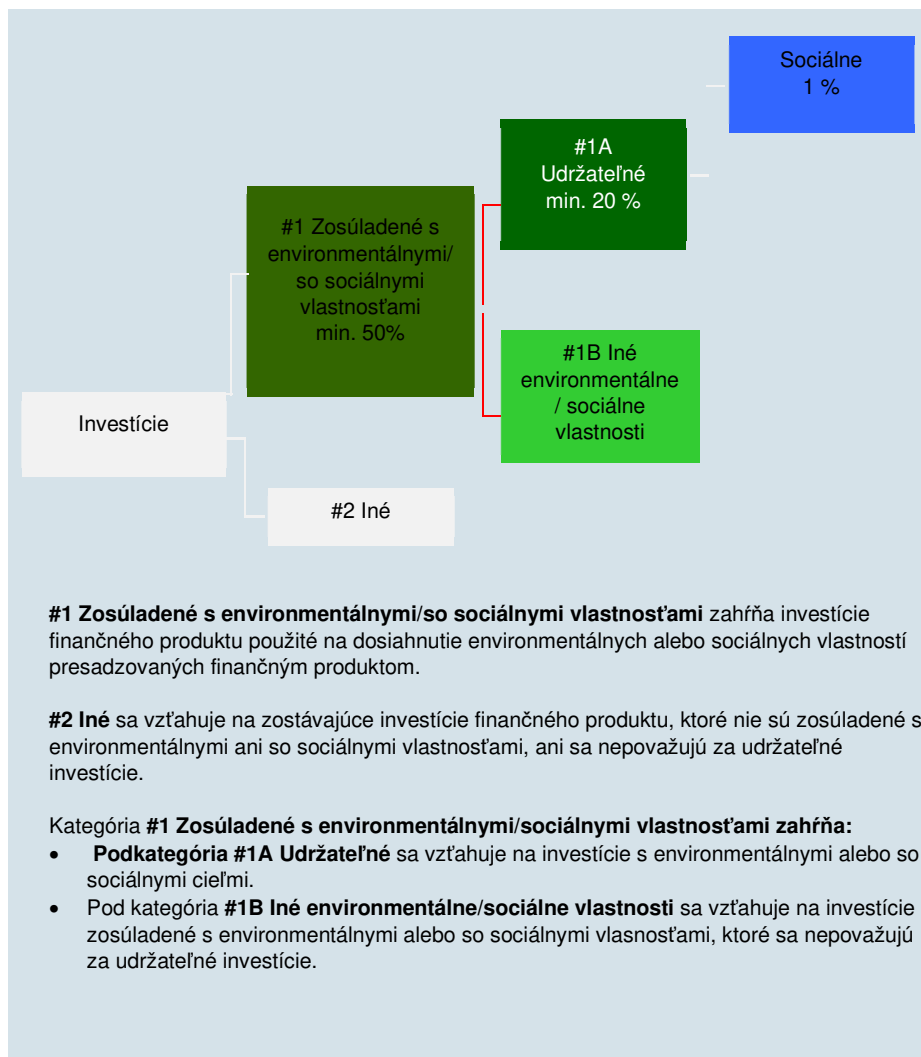 Sociálne
1 %
#1A
Udržateľné
min. 20 %
#1 Zosúladené s
environmentálnymi/
so sociálnymi
vlastnosťami
min. 50%
#1B Iné
environmentálne
/ sociálne
vlastnosti
Investície
#2 Iné
#1 Zosúladené s environmentálnymi/so sociálnymi vlastnosťami zahŕňa investície
finančného produktu použité na dosiahnutie environmentálnych alebo sociálnych vlastností
presadzovaných finančným produktom.
#2 Iné sa vzťahuje na zostávajúce investície finančného produktu, ktoré nie sú zosúladené s
environmentálnymi ani so sociálnymi vlastnosťami, ani sa nepovažujú za udržateľné
investície.
Kategória #1 Zosúladené s environmentálnymi/sociálnymi vlastnosťami zahŕňa:
• Podkategória #1A Udržateľné sa vzťahuje na investície s environmentálnymi alebo so
sociálnymi cieľmi.
• Pod kategória #1B Iné environmentálne/sociálne vlastnosti sa vzťahuje na investície
zosúladené s environmentálnymi alebo so sociálnymi vlasnosťami, ktoré sa nepovažujú
za udržateľné investície.